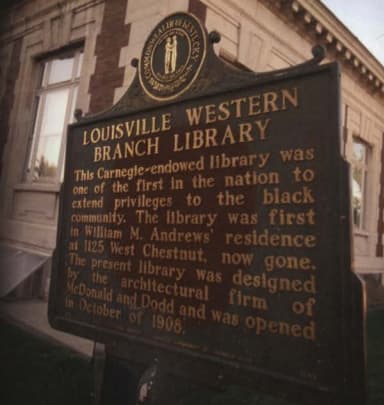 COMMONWEALTH OF KENTUCKY
LOUISVILLE WESTERN
BRANCH LIBRARY
This Carnegie-endowed library was
one of the first in the nation to
extend privileges to the black
community. The library was first
in William M. Andrews' residence
at 1125 West Chestnut, now gone.
The present library was designed
by the architectural firm of
McDonald and Dodd and was opened
in October of 1908.